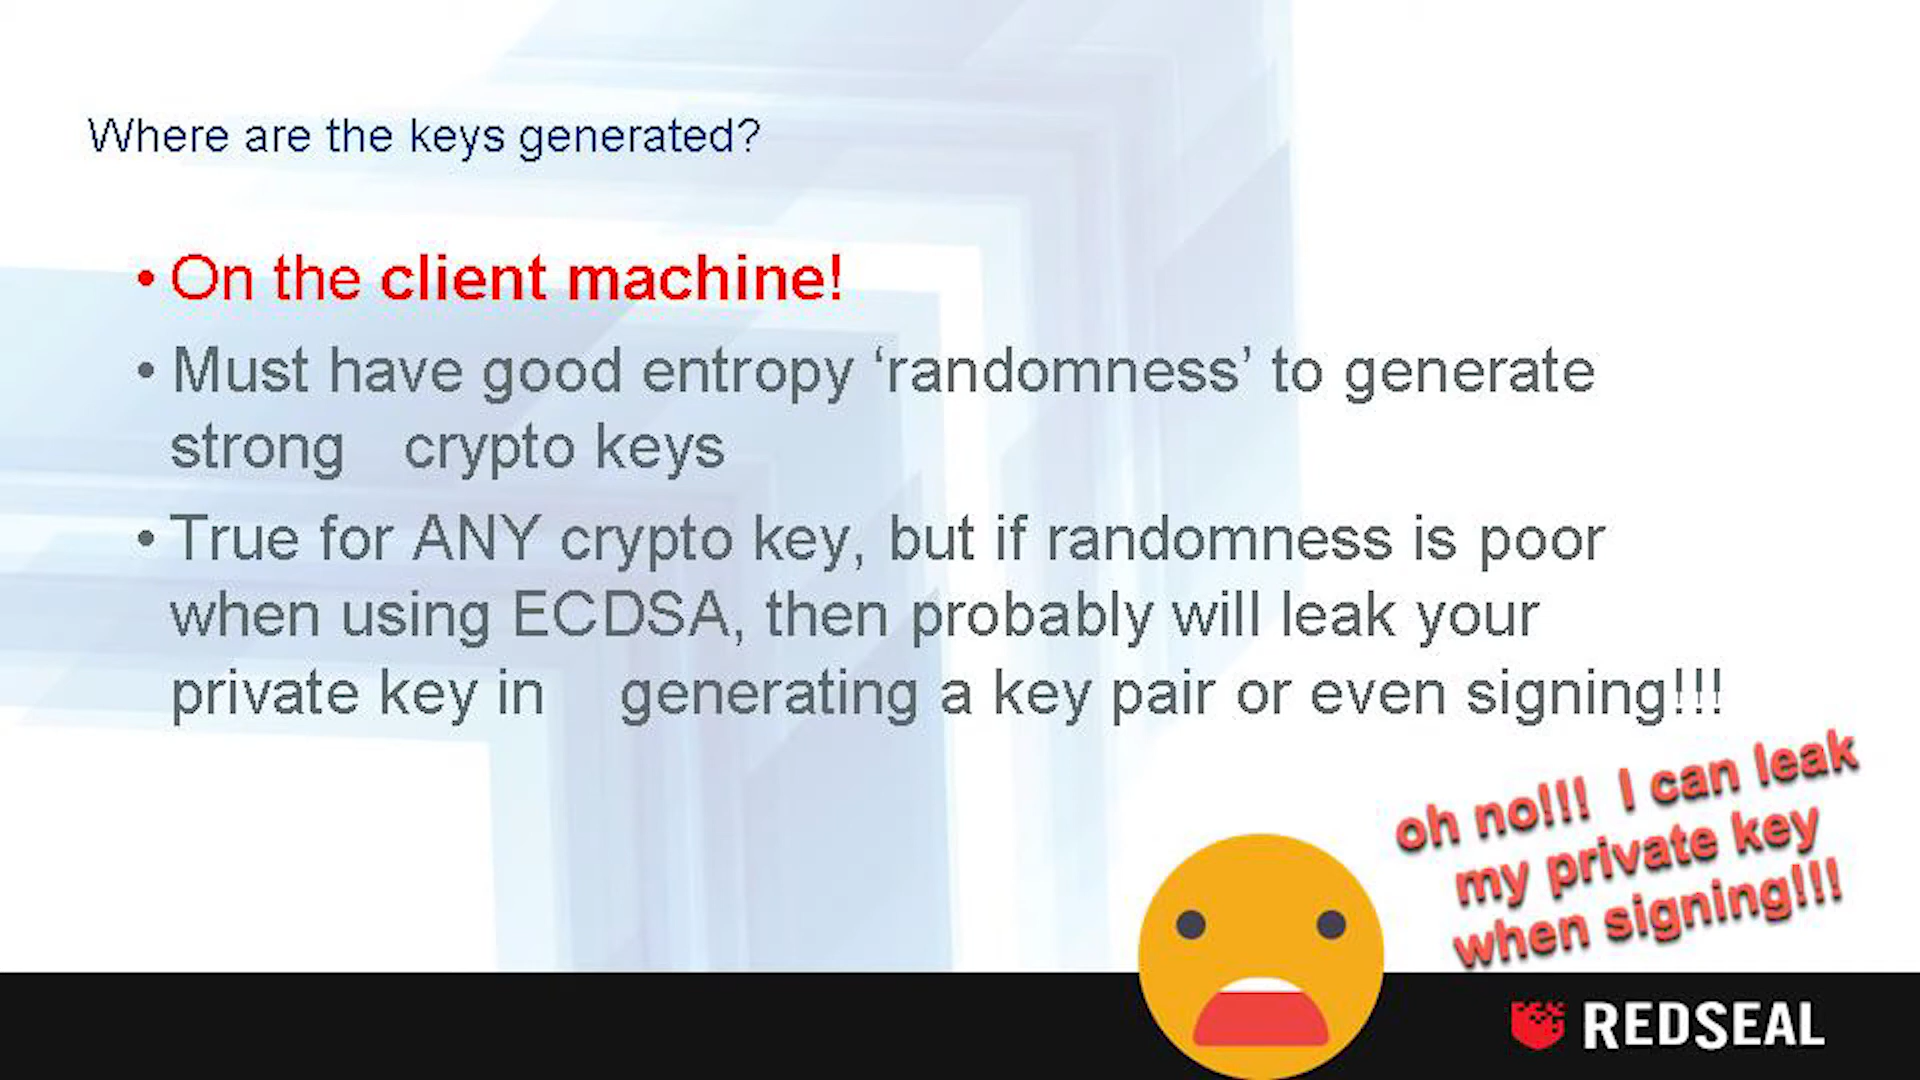 Where are the keys generated?
• On the client machine!
• Must have good entropy ‘randomness’ to generate
strong crypto keys
• True for ANY crypto key, but if randomness is poor
when using ECDSA, then probably will leak your
private key in generating a key pair or even signing!!!
oh no!!! I can leak
my private key
when signing!!!
REDSEAL